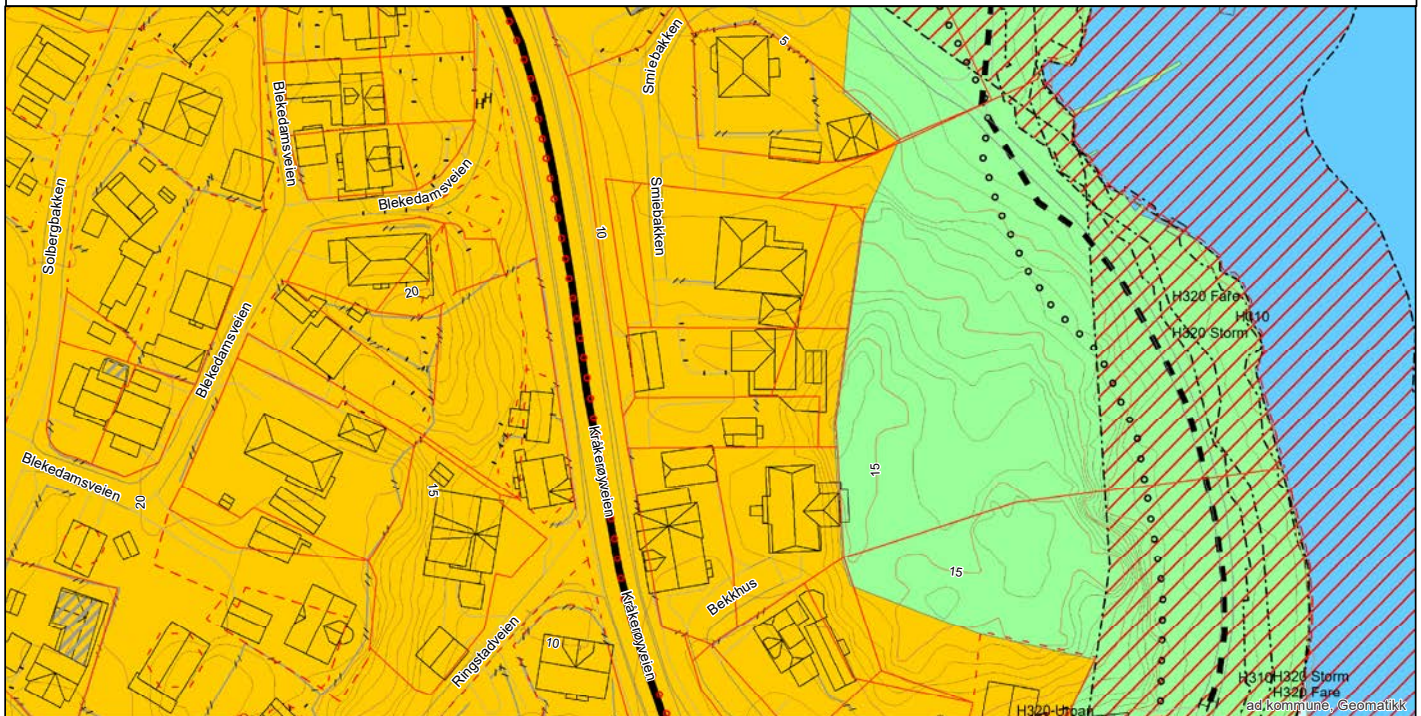 Smiebakken
5
H
H
Blekedamsveien
Blekedamsveien
Solbergbakken
Smiebakken
10
20
H320 Fare
H310
H320 Storm
Blekedamsveien
Kråkerøyveien
Blekedamsveien
20
15
15
15
Bekkhus
Kråkerøyveien
Ringstadveien
10
H310
H320 Storm
H320 Fare
ad kommune, Geomatikk